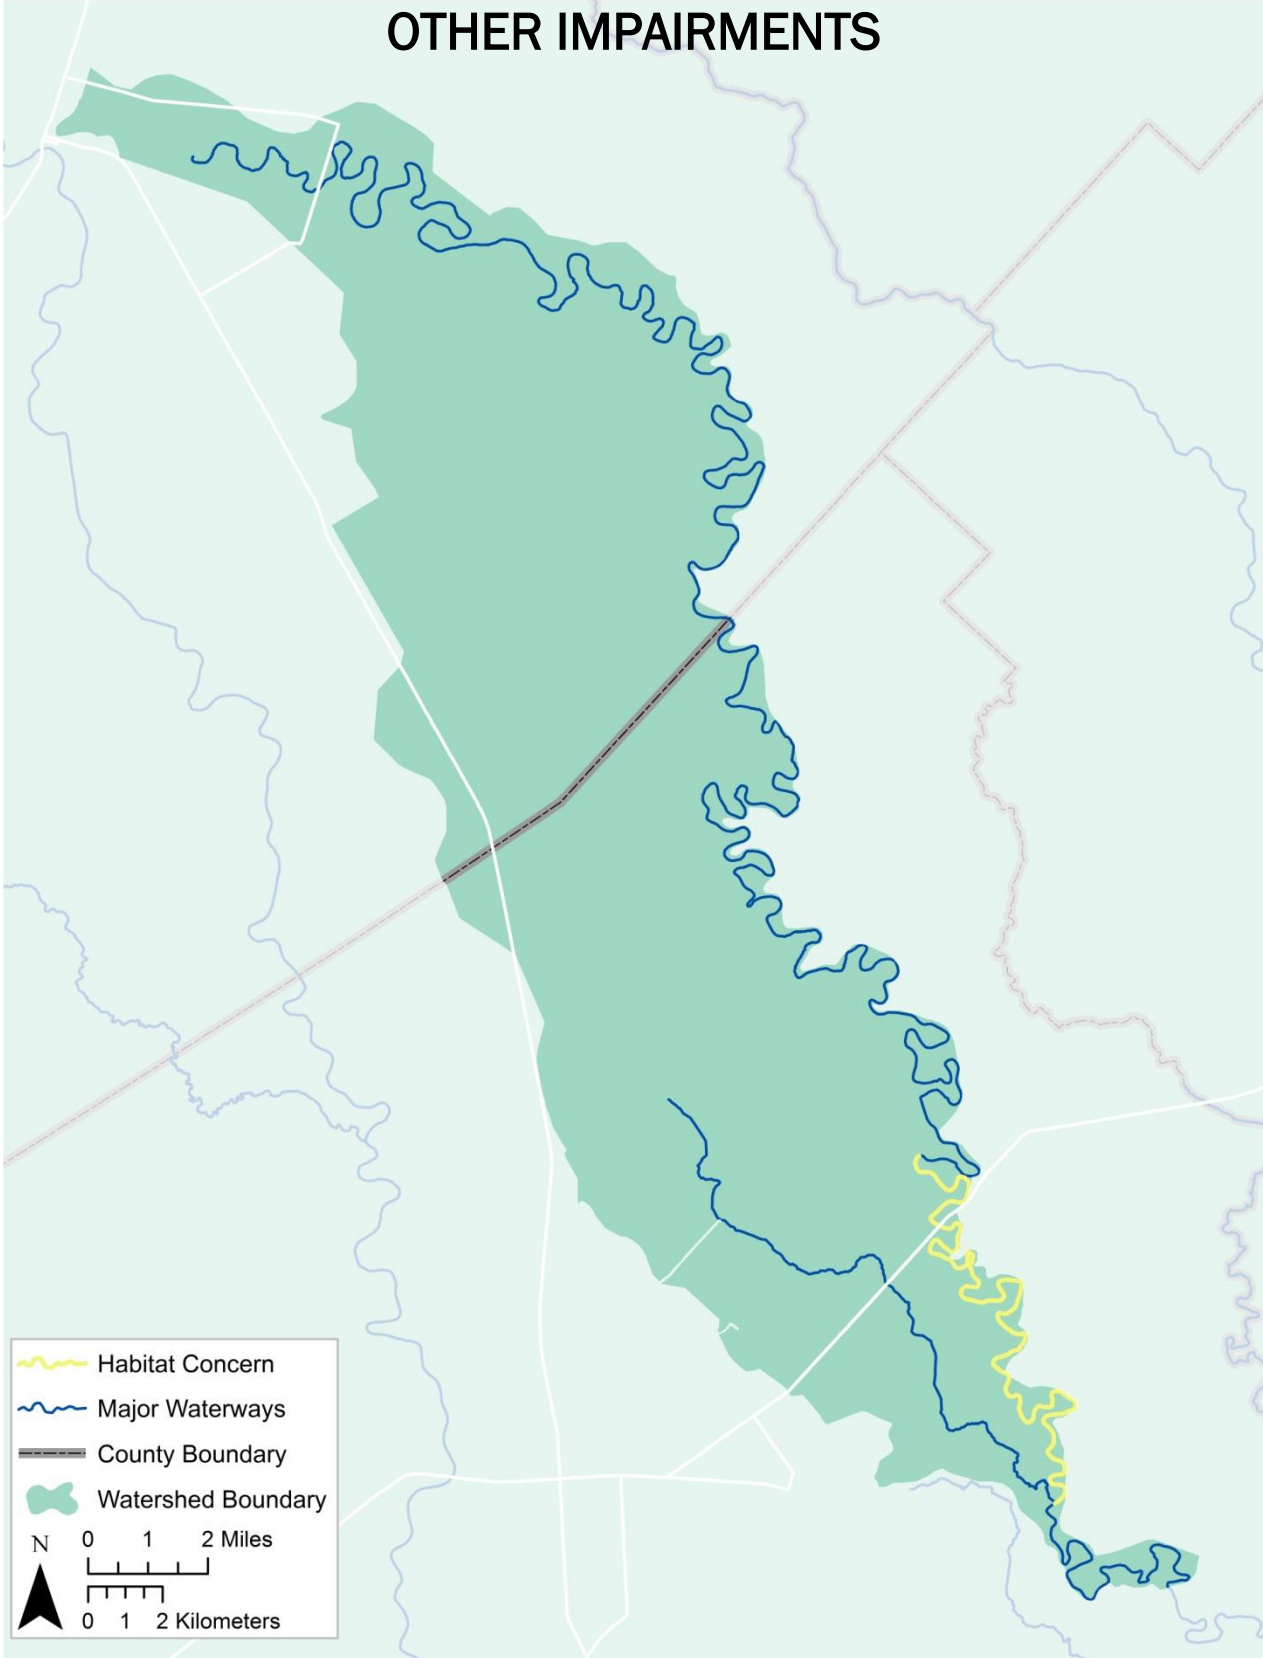 OTHER IMPAIRMENTS
Habitat Concern
Major Waterways
County Boundary
Watershed Boundary
N
0 1 2 Miles
0 1 2 Kilometers